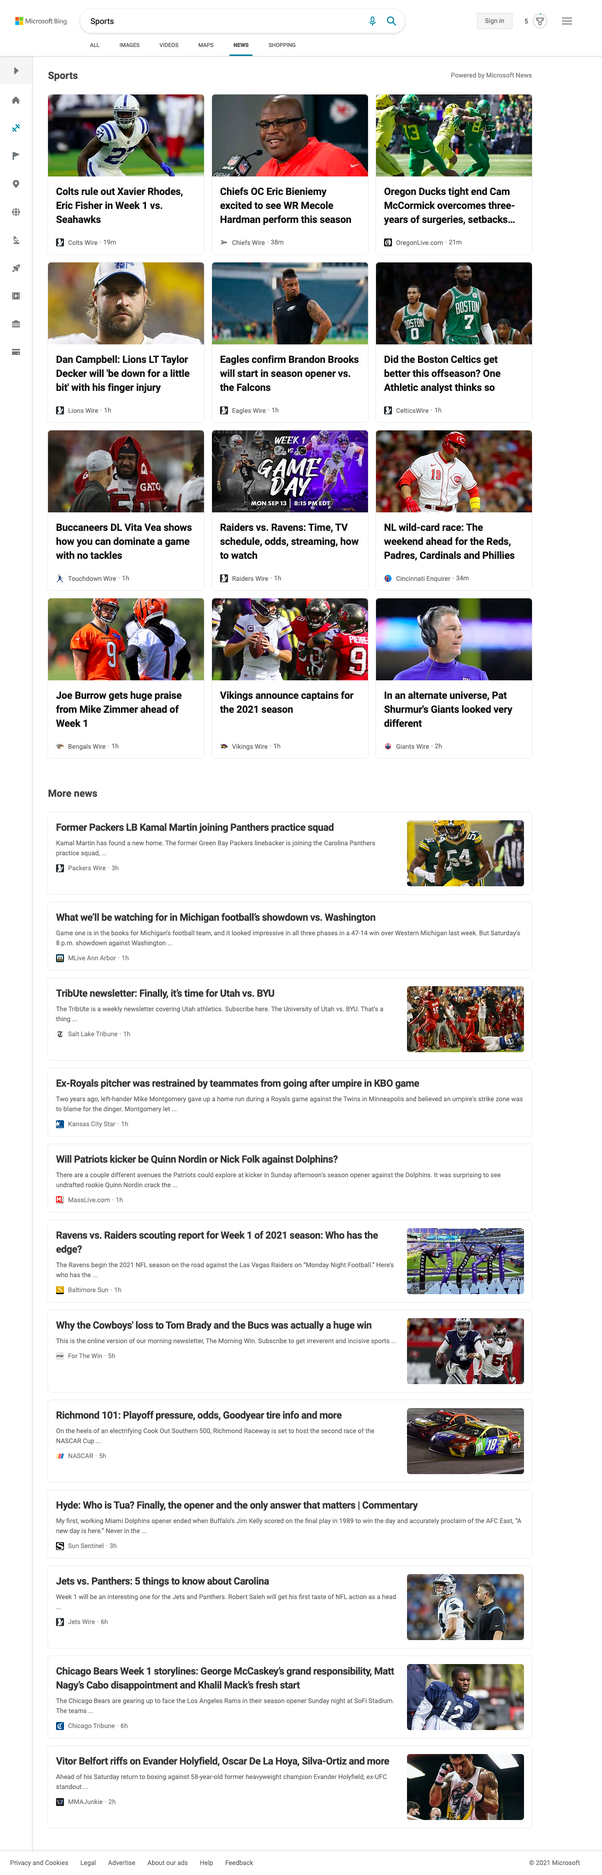 Microsoft Bing
Sports
Sign in
5
ALL
IMAGES
VIDEOS
MAPS
NEWS
SHOPPING
Sports
Powered by Microsoft News
Colts rule out Xavier Rhodes,
Eric Fisher in Week 1 vs.
Seahawks
Colts Wire · 19m
Chiefs OC Eric Bieniemy
excited to see WR Mecole
Hardman perform this season
Chiefs Wire · 38m
Oregon Ducks tight end Cam
McCormick overcomes three-
years of surgeries, setbacks...
OregonLive.com · 21m
Dan Campbell: Lions LT Taylor
Decker will 'be down for a little
bit' with his finger injury
Lions Wire · 1h
Eagles confirm Brandon Brooks
will start in season opener vs.
the Falcons
Eagles Wire · 1h
BOSTON
0
BOSTON
7
Did the Boston Celtics get
better this offseason? One
Athletic analyst thinks so
CelticsWire · 1h
Buccaneers DL Vita Vea shows
how you can dominate a game
with no tackles
Touchdown Wire · 1h
WEEK 1
VS
GAME
DAY
MON SEP 13 | 8:15 PM EDT
Raiders vs. Ravens: Time, TV
schedule, odds, streaming, how
to watch
Raiders Wire · 1h
19
NL wild-card race: The
weekend ahead for the Reds,
Padres, Cardinals and Phillies
Cincinnati Enquirer · 34m
9
Joe Burrow gets huge praise
from Mike Zimmer ahead of
Week 1
Bengals Wire · 1h
Vikings announce captains for
the 2021 season
Vikings Wire · 1h
In an alternate universe, Pat
Shurmur's Giants looked very
different
Giants Wire · 2h
More news
Former Packers LB Kamal Martin joining Panthers practice squad
Kamal Martin has found a new home. The former Green Bay Packers linebacker is joining the Carolina Panthers
practice squad, ...
Packers Wire · 3h
54
What we'll be watching for in Michigan football's showdown vs. Washington
Game one is in the books for Michigan's football team, and it looked impressive in all three phases in a 47-14 win over Western Michigan last week. But Saturday's
8 p.m. showdown against Washington ...
MLive Ann Arbor · 1h
TribUte newsletter: Finally, it's time for Utah vs. BYU
The TribUte is a weekly newsletter covering Utah athletics. Subscribe here. The University of Utah vs. BYU. That's a
thing ...
Salt Lake Tribune · 1h
Ex-Royals pitcher was restrained by teammates from going after umpire in KBO game
Two years ago, left-hander Mike Montgomery gave up a home run during a Royals game against the Twins in Minneapolis and believed an umpire's strike zone was
to blame for the dinger. Montgomery let ...
Kansas City Star · 1h
Will Patriots kicker be Quinn Nordin or Nick Folk against Dolphins?
There are a couple different avenues the Patriots could explore at kicker in Sunday afternoon's season opener against the Dolphins. It was surprising to see
undrafted rookie Quinn Nordin crack the ...
MassLive.com · 1h
Ravens vs. Raiders scouting report for Week 1 of 2021 season: Who has the
edge?
The Ravens begin the 2021 NFL season on the road against the Las Vegas Raiders on "Monday Night Football." Here's
who has the ...
Baltimore Sun · 1h
Why the Cowboys' loss to Tom Brady and the Bucs was actually a huge win
This is the online version of our morning newsletter, The Morning Win. Subscribe to get irreverent and incisive sports ...
For The Win · 5h
4
Richmond 101: Playoff pressure, odds, Goodyear tire info and more
On the heels of an electrifying Cook Out Southern 500, Richmond Raceway is set to host the second race of the
NASCAR Cup ...
NASCAR · 5h
18
Hyde: Who is Tua? Finally, the opener and the only answer that matters | Commentary
My first, working Miami Dolphins opener ended when Buffalo's Jim Kelly scored on the final play in 1989 to win the day and accurately proclaim of the AFC East, "A
new day is here." Never in the ...
Sun Sentinel · 3h
Jets vs. Panthers: 5 things to know about Carolina
Week 1 will be an interesting one for the Jets and Panthers. Robert Saleh will get his first taste of NFL action as a head
...
Jets Wire · 6h
Chicago Bears Week 1 storylines: George McCaskey's grand responsibility, Matt
Nagy's Cabo disappointment and Khalil Mack's fresh start
The Chicago Bears are gearing up to face the Los Angeles Rams in their season opener Sunday night at SoFi Stadium.
The teams ...
Chicago Tribune · 6h
12
Vitor Belfort riffs on Evander Holyfield, Oscar De La Hoya, Silva-Ortiz and more
Ahead of his Saturday return to boxing against 58-year-old former heavyweight champion Evander Holyfield, ex-UFC
standout ...
MMAJunkie · 2h
Privacy and Cookies
Legal
Advertise
About our ads
Help
Feedback
© 2021 Microsoft